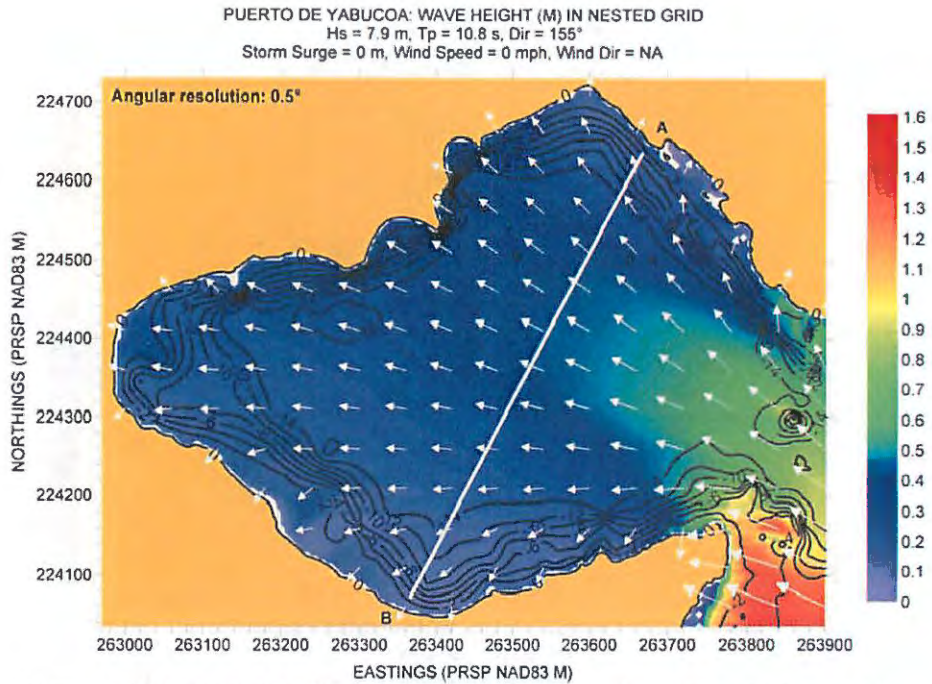 PUERTO DE YABUCOA: WAVE HEIGHT (M) IN NESTED GRID
Hs = 7.9 m, Tp = 10.8 s, Dir = 155°
Storm Surge = 0 m, Wind Speed = 0 mph, Wind Dir = NA
Angular resolution: 0.5°
A
B
NORTHINGS (PRSP NAD83 M)
224700
224600
224500
224400
224300
224200
224100
263000 263100 263200 263300 263400 263500 263600 263700 263800 263900
EASTINGS (PRSP NAD83 M)
1.6
1.5
1.4
1.3
1.2
1.1
1
0.9
0.8
0.7
0.6
0.5
0.4
0.3
0.2
0.1
0